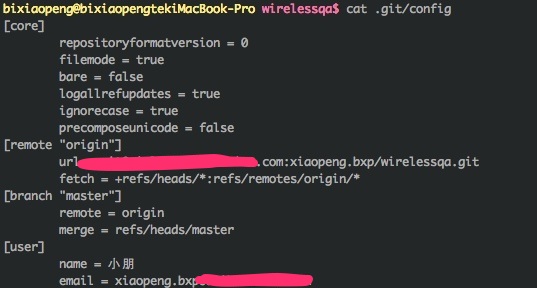 bixiaopeng@bixiaopengtekiMacBook-Pro wirelessqa$ cat .git/config
[core]
repositoryformatversion = 0
filemode = true
bare = false
logallrefupdates = true
ignorecase = true
precomposeunicode = false
[remote "origin"]
url .com:xiaopeng.bxp/wirelessqa.git
fetch = +refs/heads/*:refs/remotes/origin/*
[branch "master"]
remote = origin
merge = refs/heads/master
[user]
name = 小朋
email = xiaopeng.bxp